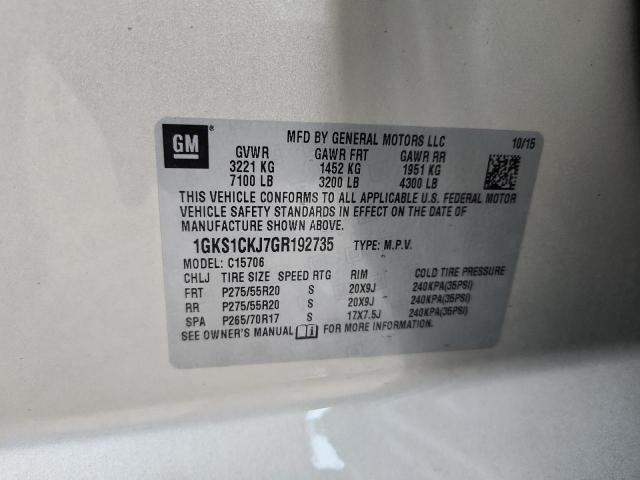 GM
MFD BY GENERAL MOTORS LLC 10/15
GVWR GAWR FRT GAWR RR
3221 KG 1452 KG 1951 KG
7100 LB 3200 LB 4300 LB
THIS VEHICLE CONFORMS TO ALL APPLICABLE U.S. FEDERAL MOTOR
VEHICLE SAFETY STANDARDS IN EFFECT ON THE DATE OF
MANUFACTURE SHOWN ABOVE.
1GKS1CKJ7GR192735 TYPE: M.P.V.
MODEL: C15706
CHLJ TIRE SIZE SPEED RTG RIM COLD TIRE PRESSURE
FRT P275/55R20 S 20X9J 240KPA(35PSI)
RR P275/55R20 S 20X9J 240KPA(35PSI)
SPA P265/70R17 S 17X7.5J 240KPA(35PSI)
SEE OWNER'S MANUAL FOR MORE INFORMATION.